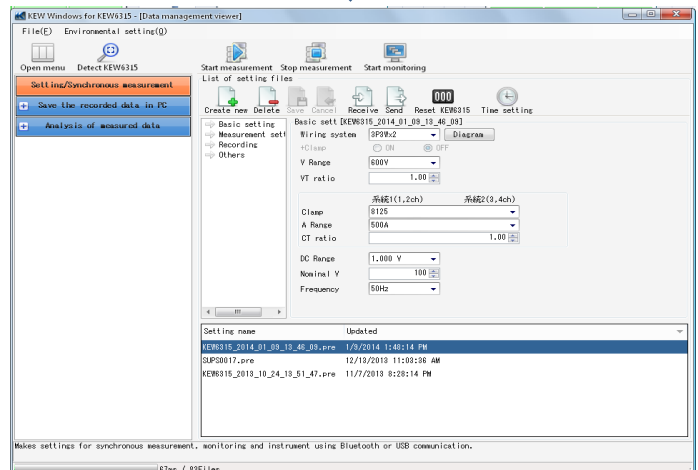 KEW Windows for KEW6315 - [Data management viewer]
File(F) Environmental setting(O)
Open menu Detect KEW6315 Start measurement Stop measurement Start monitoring
Setting/Synchronous measurement
Save the recorded data in PC
Analysis of measured data
List of setting files
Create new Delete Save Cancel Receive Send Reset KEW6315 Time setting
000
Basic setting
Measurement sett
Recording
Others
Basic sett [KEW6315_2014_01_09_13_46_09]
Wiring system 3P3Wx2 Diagram
+Clamp ON OFF
V Range 600V
VT ratio 1.00
系統1(1,2ch) 系統2(3,4ch)
Clamp 8125
A Range 500A
CT ratio 1.00
DC Range 1.000 V
Nominal V 100
Frequency 50Hz
Setting name Updated
KEW6315_2014_01_09_13_46_09.pre 1/9/2014 1:48:14 PM
SUPS0017.pre 12/13/2013 11:03:36 AM
KEW6315_2013_10_24_13_51_47.pre 11/7/2013 8:28:14 PM
Makes settings for synchronous measurement, monitoring and instrument using Bluetooth or USB communication.